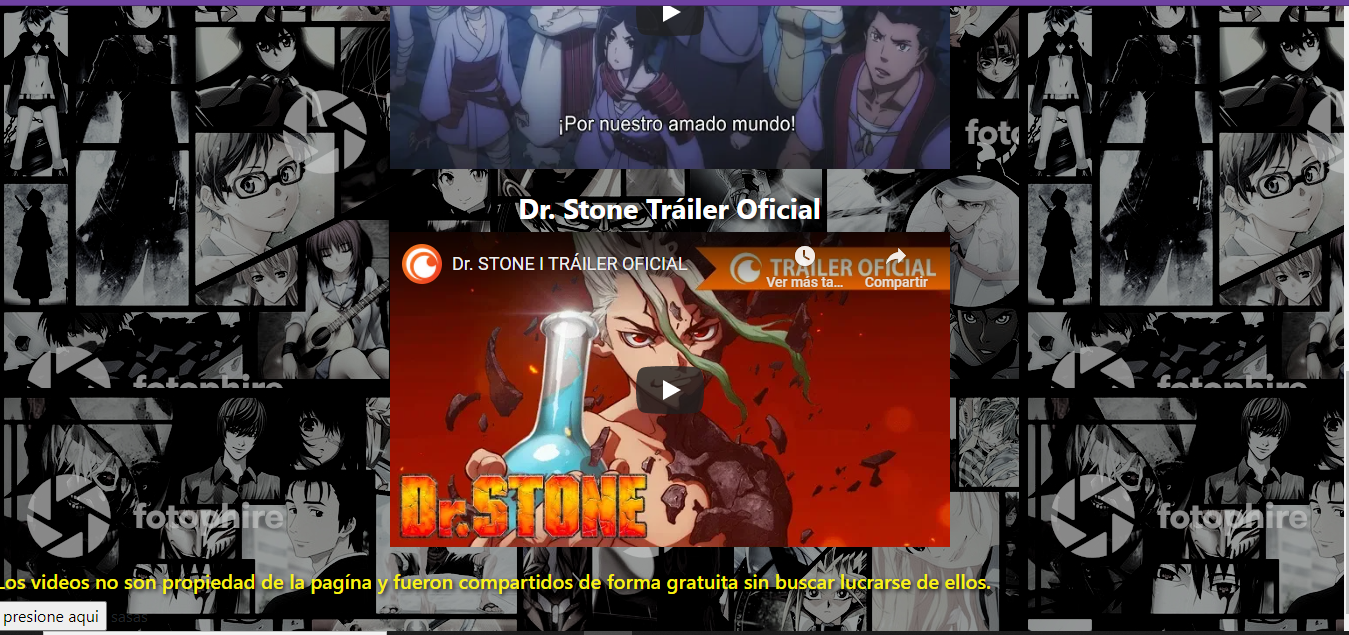 ¡Por nuestro amado mundo!
foto
Dr. Stone Tráiler Oficial
Dr. STONE I TRÁILER OFICIAL
TRÁILER OFICIAL
Ver más ta...
Compartir
fotophire
fotophire
Dr.STONE
fotophire
fotophire
Los videos no son propiedad de la pagína y fueron compartidos de forma gratuita sin buscar lucrarse de ellos.
presione aqui
sasas